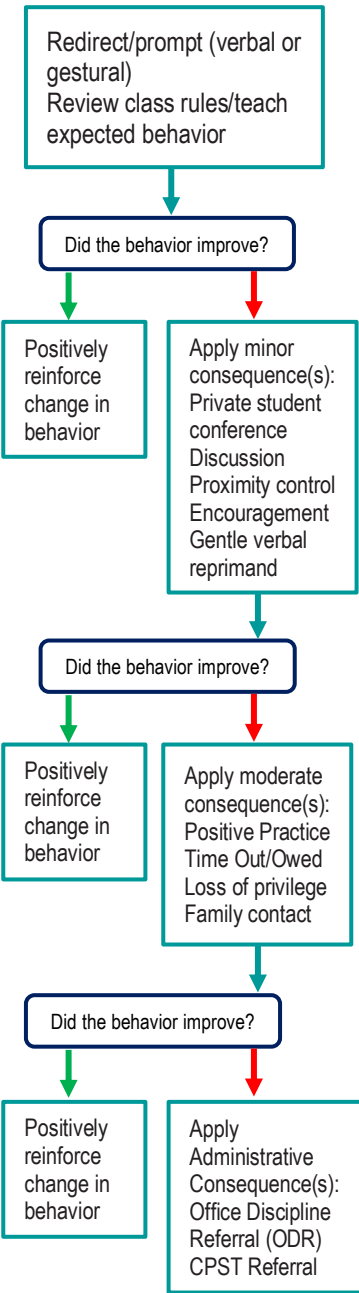 Redirect/prompt (verbal or
gestural)
Review class rules/teach
expected behavior
Did the behavior improve?
Positively
reinforce
change in
behavior
Apply minor
consequence(s):
Private student
conference
Discussion
Proximity control
Encouragement
Gentle verbal
reprimand
Did the behavior improve?
Positively
reinforce
change in
behavior
Apply moderate
consequence(s):
Positive Practice
Time Out/Owed
Loss of privilege
Family contact
Did the behavior improve?
Positively
reinforce
change in
behavior
Apply
Administrative
Consequence(s):
Office Discipline
Referral (ODR)
CPST Referral